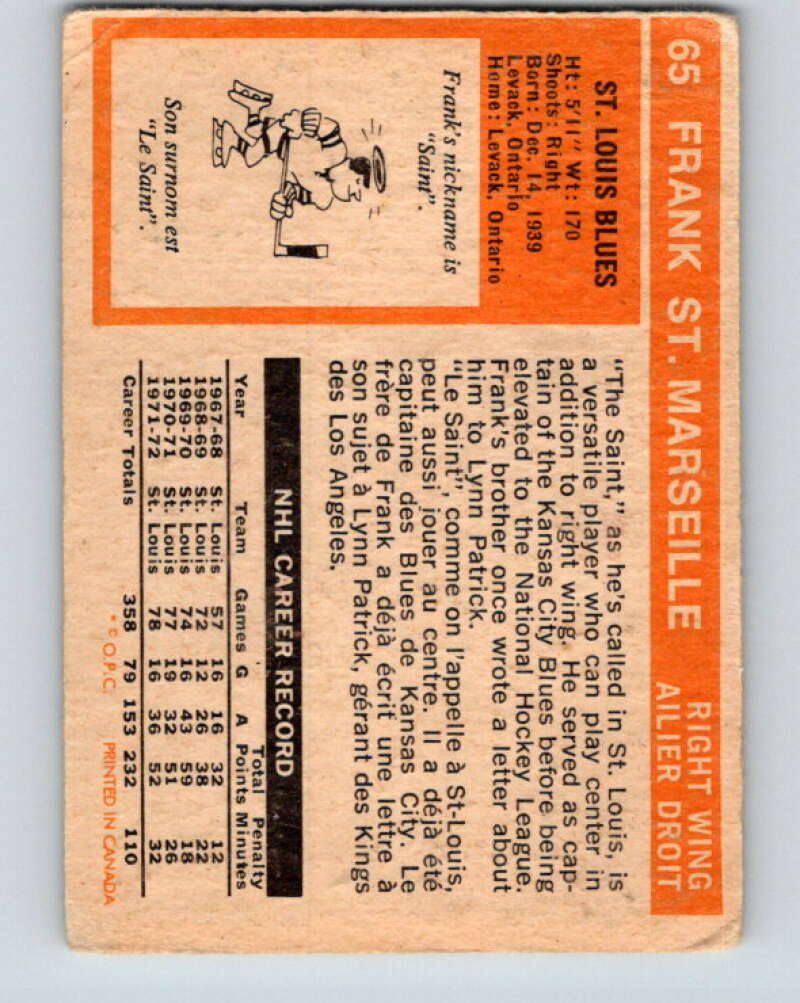 65 FRANK ST. MARSEILLE
RIGHT WING
AILIER DROIT
ST. LOUIS BLUES
Ht: 5'11" Wt: 170
Shoots: Right
Born: Dec. 14, 1939
Levack, Ontario
Home: Levack, Ontario
Frank's nickname is
"Saint".
Son surnom est
"Le Saint".
"The Saint," as he's called in St. Louis, is
a versatile player who can play center in
addition to right wing. He served as cap-
tain of the Kansas City Blues before being
elevated to the National Hockey League.
Frank's brother once wrote a letter about
him to Lynn Patrick.
"Le Saint", comme on l'appelle à St-Louis,
peut aussi jouer au centre. Il a déjà été
capitaine des Blues de Kansas City. Le
frère de Frank a déjà écrit une lettre à
son sujet à Lynn Patrick, gérant des Kings
des Los Angeles.
NHL CAREER RECORD
Total Penalty
Year Team Games G A Points Minutes
1967-68 St. Louis 57 16 16 32 12
1968-69 St. Louis 72 12 26 38 22
1969-70 St. Louis 74 16 43 59 18
1970-71 St. Louis 77 19 32 51 26
1971-72 St. Louis 78 16 36 52 32
Career Totals 358 79 153 232 110
* © O.P.C. PRINTED IN CANADA